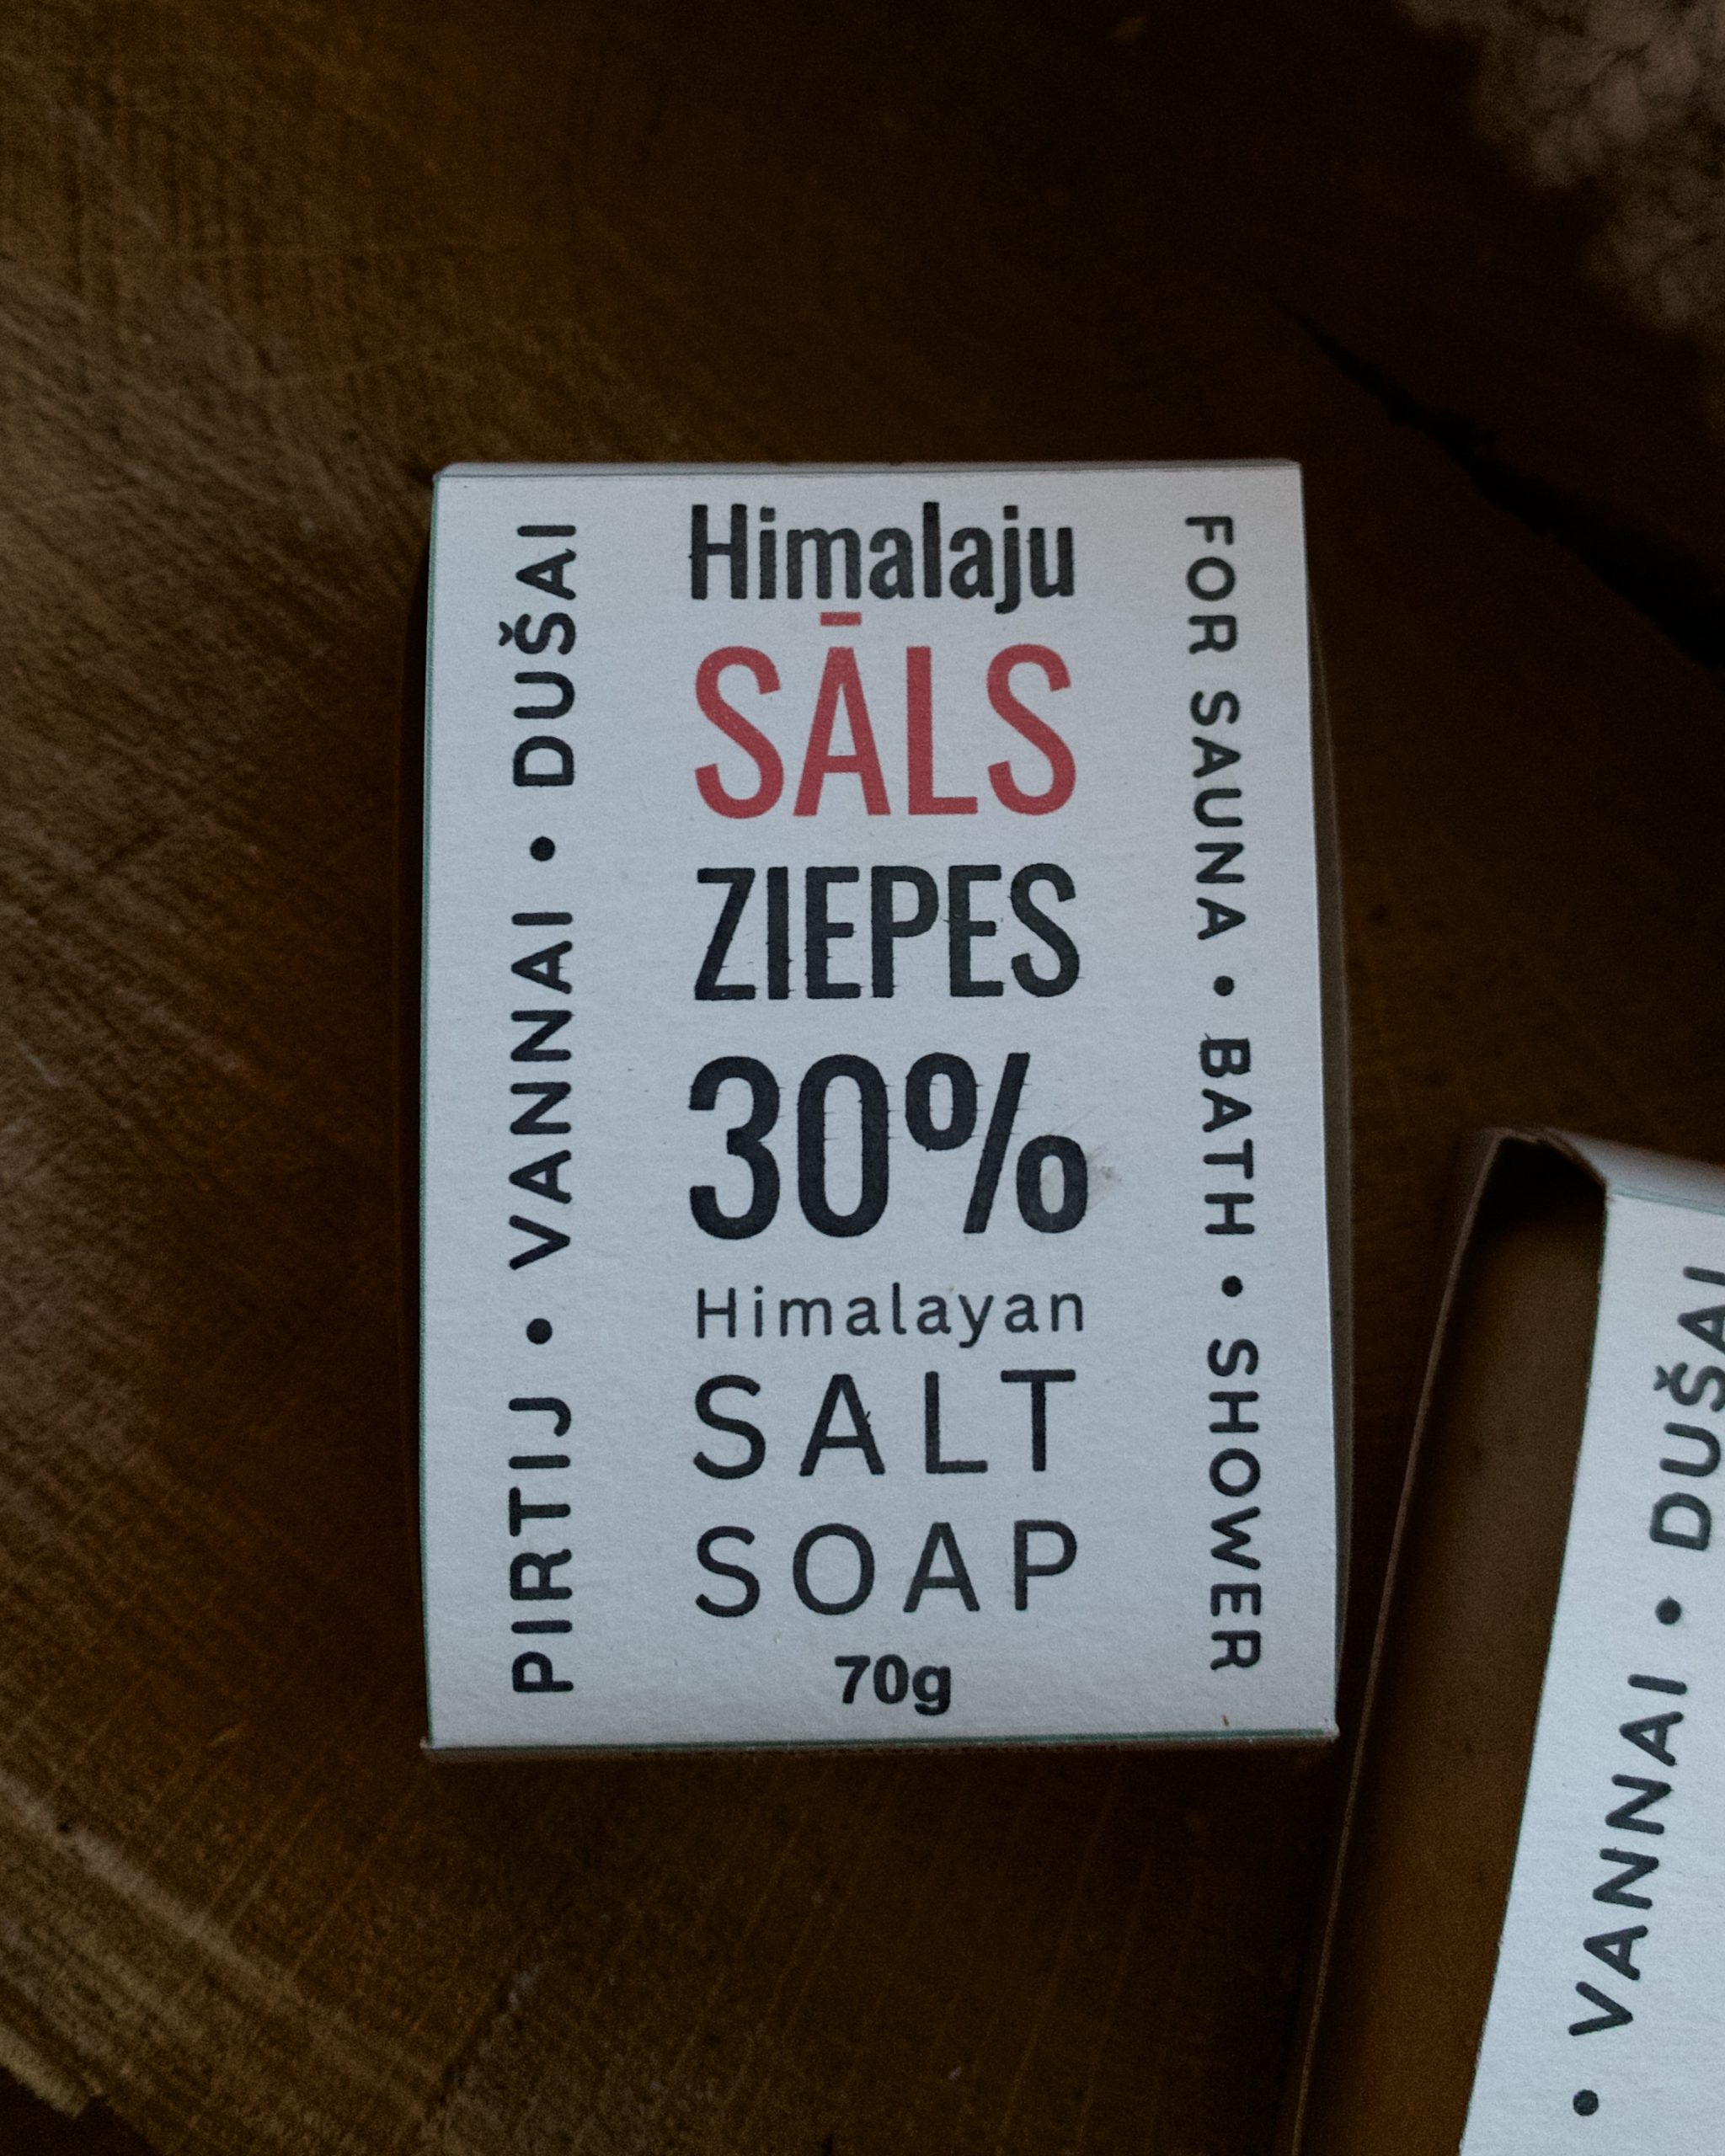 PIRTIJ • VANNAI • DUŠAI
Himalaju
SĀLS
ZIEPES
30%
Himalayan
SALT
SOAP
70g
FOR SAUNA • BATH • SHOWER
• VANNAI • DUŠAI